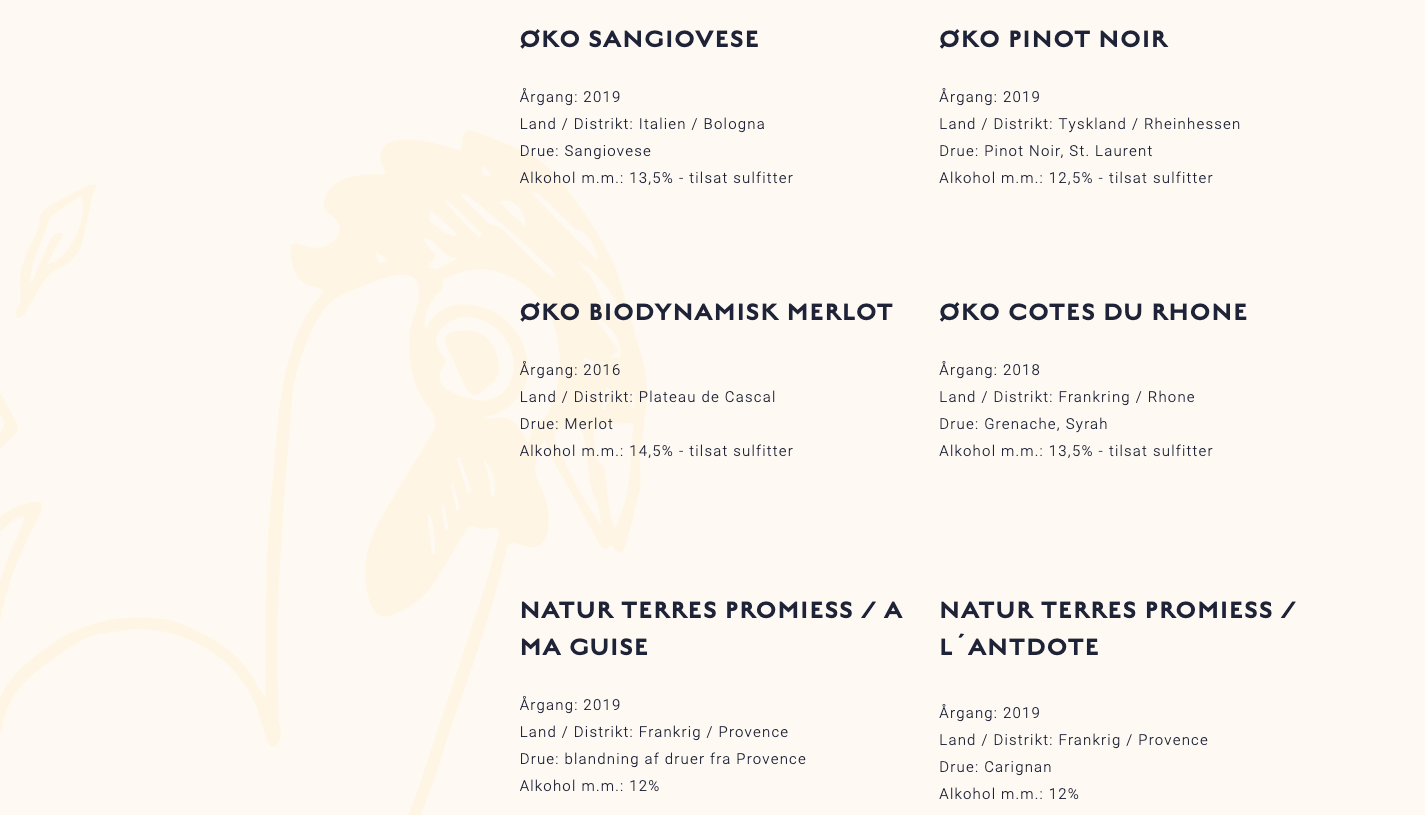 ØKO SANGIOVESE
Årgang: 2019
Land / Distrikt: Italien / Bologna
Drue: Sangiovese
Alkohol m.m.: 13,5% - tilsat sulfitter
ØKO PINOT NOIR
Årgang: 2019
Land / Distrikt: Tyskland / Rheinhessen
Drue: Pinot Noir, St. Laurent
Alkohol m.m.: 12,5% - tilsat sulfitter
ØKO BIODYNAMISK MERLOT
Årgang: 2016
Land / Distrikt: Plateau de Cascal
Drue: Merlot
Alkohol m.m.: 14,5% - tilsat sulfitter
ØKO COTES DU RHONE
Årgang: 2018
Land / Distrikt: Frankring / Rhone
Drue: Grenache, Syrah
Alkohol m.m.: 13,5% - tilsat sulfitter
NATUR TERRES PROMIESS / A
MA GUISE
Årgang: 2019
Land / Distrikt: Frankrig / Provence
Drue: blandning af druer fra Provence
Alkohol m.m.: 12%
NATUR TERRES PROMIESS /
L´ANTDOTE
Årgang: 2019
Land / Distrikt: Frankrig / Provence
Drue: Carignan
Alkohol m.m.: 12%